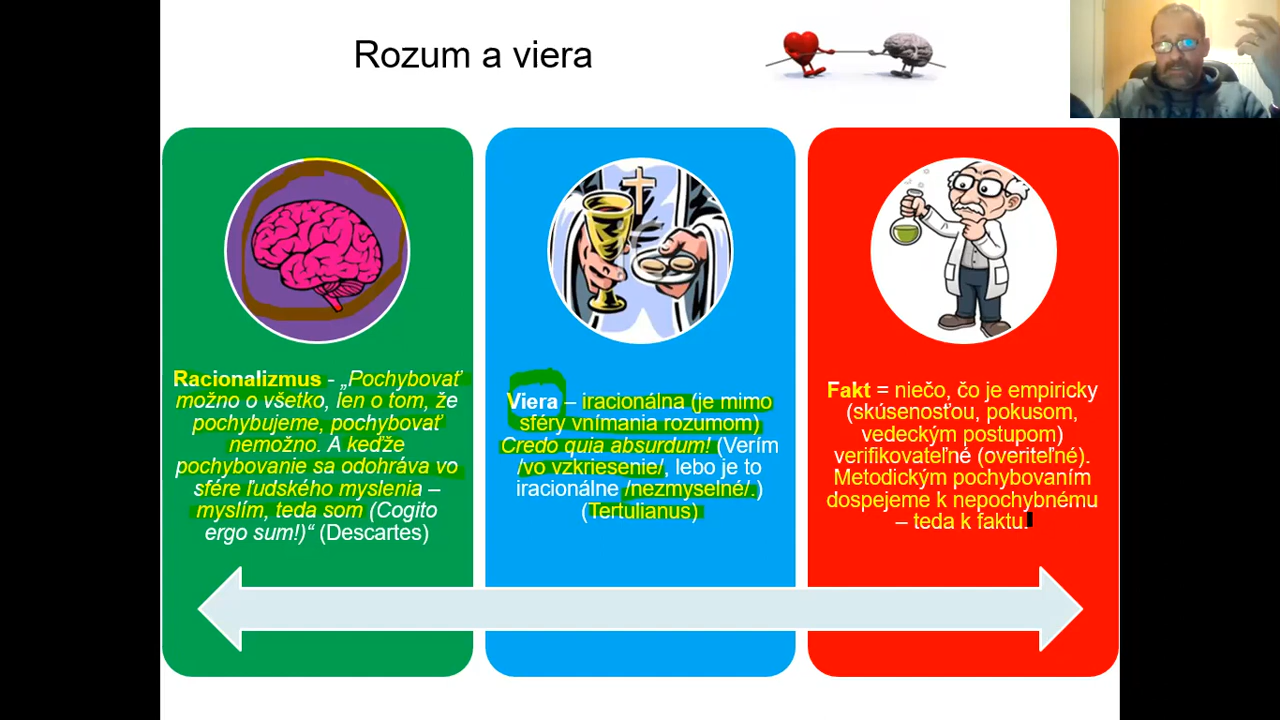 Rozum a viera
Racionalizmus - „Pochybovať
možno o všetko, len o tom, že
pochybujeme, pochybovať
nemožno. A keďže
pochybovanie sa odohráva vo
sfére ľudského myslenia –
myslím, teda som (Cogito
ergo sum!)“ (Descartes)
Viera – iracionálna (je mimo
sféry vnímania rozumom)
Credo quia absurdum! (Verím
/vo vzkriesenie/, lebo je to
iracionálne /nezmyselné/.)
(Tertulianus)
Fakt = niečo, čo je empiricky
(skúsenosťou, pokusom,
vedeckým postupom)
verifikovateľné (overiteľné).
Metodickým pochybovaním
dospejeme k nepochybnému
– teda k faktu.